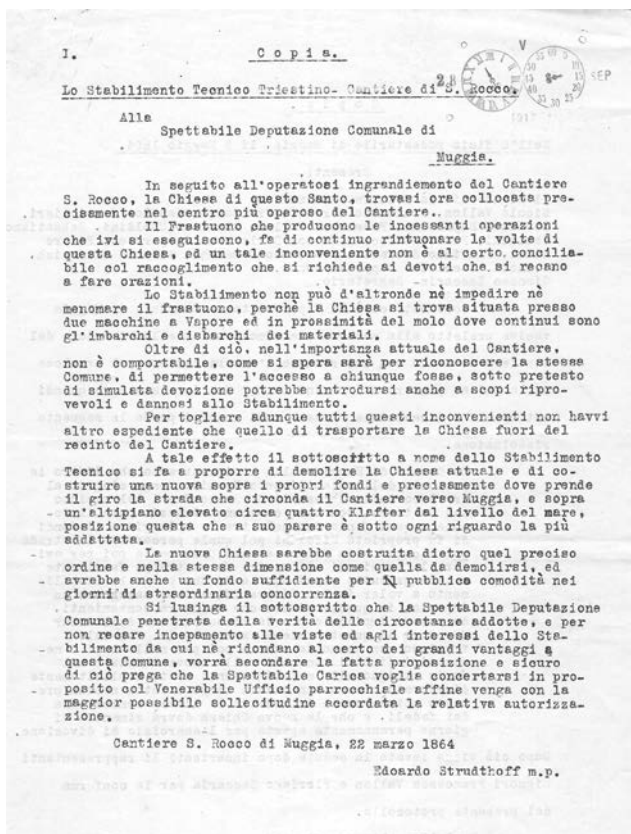 I. C o p i a. V
28 SEP
Lo Stabilimento Tecnico Triestino- Cantiere di S. Rocco.
Alla
Spettabile Deputazione Comunale di
Muggia.
In seguito all'operatosi ingrandiemento del Cantiere
S. Rocco, la Chiesa di questo Santo, trovasi ora collocata pre-
cisamente nel centro più operoso del Cantiere.
Il Frastuono che producono le incessanti operazioni
che ivi si eseguiscono, fa di continuo rintuonare le volte di
questa Chiesa, ed un tale inconveniente non è al certo concilia-
bile col raccoglimento che si richiede ai devoti che si recano
a fare orazioni.
Lo Stabilimento non può d'altronde nè impedire nè
menomare il frastuono, perchè la Chiesa si trova situata presso
due macchine a Vapore ed in prossimità del molo dove continui sono
gl'imbarchi e disbarchi dei materiali.
Oltre di ciò, nell'importanza attuale del Cantiere,
non è comportabile, come si spera sarà per riconoscere la stessa
Comune, di permettere l'accesso a chiunque fosse, sotto pretesto
di simulata devozione potrebbe introdursi anche a scopi ripro-
vevoli e dannosi allo Stabilimento.
Per togliere adunque tutti questi inconvenienti non havvi
altro espediente che quello di trasportare la Chiesa fuori del
recinto del Cantiere.
A tale effetto il sottoscritto a nome dello Stabilimento
Tecnico si fa a proporre di demolire la Chiesa attuale e di co-
struire una nuova sopra i propri fondi e precisamente dove prende
il giro la strada che circonda il Cantiere verso Muggia, e sopra
un'altipiano elevato circa quattro Klafter dal livello del mare,
posizione questa che a suo parere è sotto ogni riguardo la più
addattata.
La nuova Chiesa sarebbe costruita dietro quel preciso
ordine e nella stessa dimensione come quella da demolirsi, ed
avrebbe anche un fondo suffidiente per pubblica comodità nei
giorni di straordinaria concorrenza.
Si lusinga il sottoscritto che la Spettabile Deputazione
Comunale penetrata della verità delle circostanze addotte, e per
non recare incepamento alle viste ed agli interessi dello Sta-
bilimento da cui nè ridondano al certo dei grandi vantaggi a
questa Comune, vorrà secondare la fatta proposizione e sicuro
di ciò prega che la Spettabile Carica voglia concertarsi in pro-
posito col Venerabile Ufficio parrocchiale affine venga con la
maggior possibile sollecitudine accordata la relativa autorizza-
zione.
Cantiere S. Rocco di Muggia, 22 marzo 1864
Edoardo Strudthoff m.p.